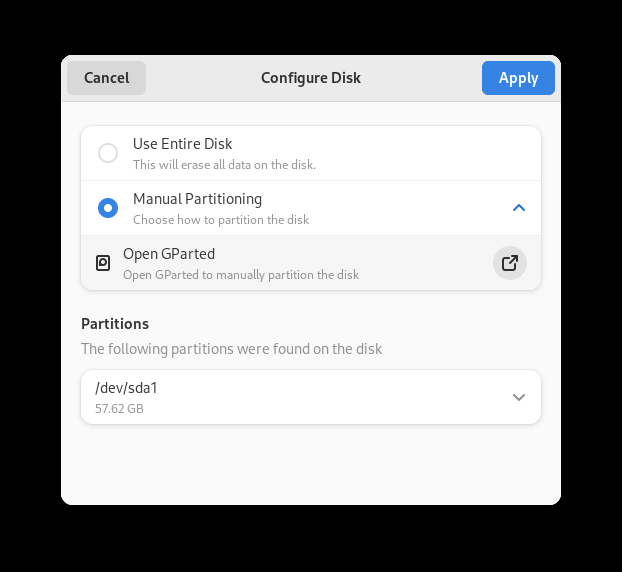 Cancel
Configure Disk
Apply
Use Entire Disk
This will erase all data on the disk.
Manual Partitioning
Choose how to partition the disk
Open GParted
Open GParted to manually partition the disk
Partitions
The following partitions were found on the disk
/dev/sda1
57.62 GB